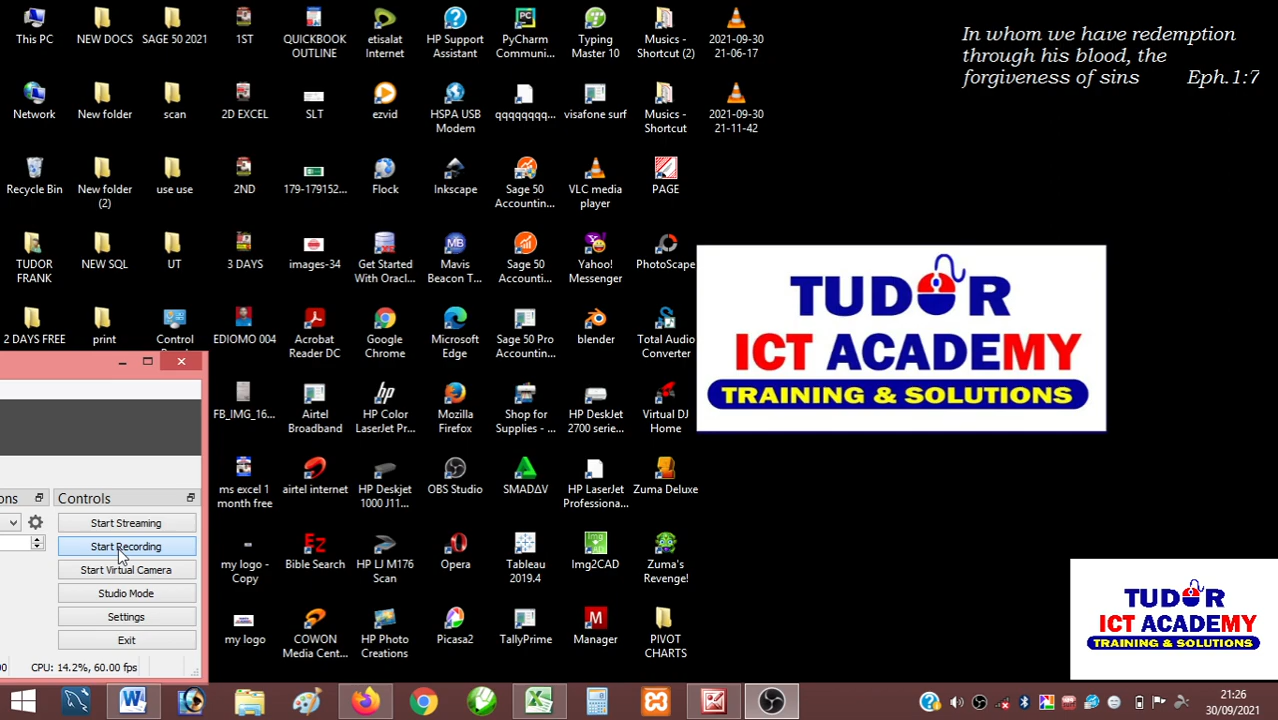 This PC
NEW DOCS
SAGE 50 2021
1ST
QUICKBOOK
OUTLINE
etisalat
Internet
HP Support
Assistant
PyCharm
Communi...
Typing
Master 10
Musics -
Shortcut (2)
2021-09-30
21-06-17
In whom we have redemption
through his blood, the
forgiveness of sins Eph.1:7
Network
New folder
scan
2D EXCEL
SLT
ezvid
HSPA USB
Modem
qqqqqqqq...
visafone surf
Musics -
Shortcut
2021-09-30
21-11-42
Recycle Bin
New folder
(2)
use use
2ND
179-179152...
Flock
Inkscape
Sage 50
Accountin...
VLC media
player
PAGE
TUDOR
FRANK
NEW SQL
UT
3 DAYS
images-34
Get Started
With Oracl...
Mavis
Beacon T...
Sage 50
Accounti...
Yahoo!
Messenger
PhotoScape
TUDOR
ICT ACADEMY
TRAINING & SOLUTIONS
2 DAYS FREE
print
Control
EDIOMO 004
Acrobat
Reader DC
Google
Chrome
Microsoft
Edge
Sage 50 Pro
Accountin...
blender
Total Audio
Converter
FB_IMG_16...
Airtel
Broadband
HP Color
LaserJet Pr...
Mozilla
Firefox
Shop for
Supplies - ...
HP DeskJet
2700 serie...
Virtual DJ
Home
ms excel 1
month free
airtel internet
HP Deskjet
1000 J11...
OBS Studio
SMADΔV
HP LaserJet
Professiona...
Zuma Deluxe
ons
Controls
Start Streaming
Start Recording
Start Virtual Camera
Studio Mode
Settings
Exit
00
CPU: 14.2%, 60.00 fps
my logo -
Copy
Bible Search
HP LJ M176
Scan
Opera
Tableau
2019.4
Img2CAD
Zuma's
Revenge!
my logo
COWON
Media Cent...
HP Photo
Creations
Picasa2
TallyPrime
Manager
PIVOT
CHARTS
TUDOR
ICT ACADEMY
TRAINING & SOLUTIONS
21:26
30/09/2021